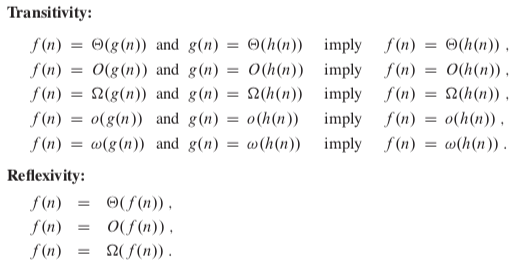 Transitivity:
f(n) = Θ(g(n)) and g(n) = Θ(h(n)) imply f(n) = Θ(h(n)) ,
f(n) = O(g(n)) and g(n) = O(h(n)) imply f(n) = O(h(n)) ,
f(n) = Ω(g(n)) and g(n) = Ω(h(n)) imply f(n) = Ω(h(n)) ,
f(n) = o(g(n)) and g(n) = o(h(n)) imply f(n) = o(h(n)) ,
f(n) = ω(g(n)) and g(n) = ω(h(n)) imply f(n) = ω(h(n)) .
Reflexivity:
f(n) = Θ(f(n)) ,
f(n) = O(f(n)) ,
f(n) = Ω(f(n)) .